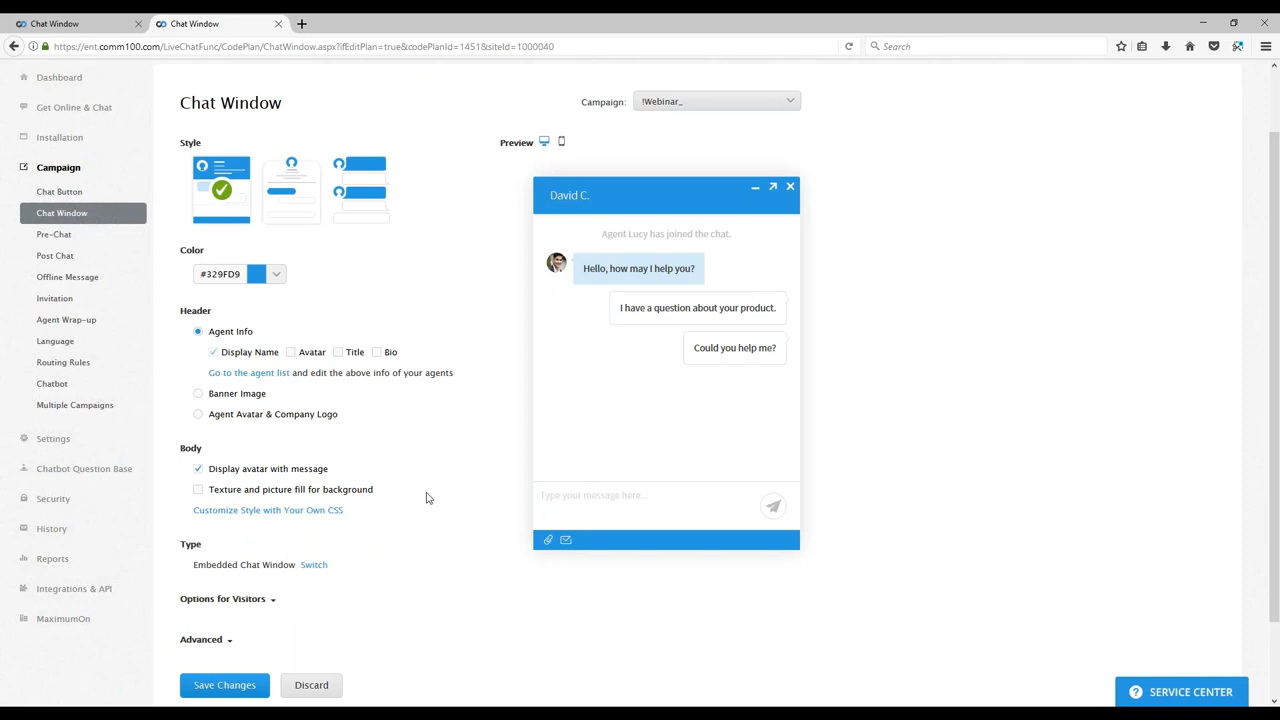 Chat Window
Chat Window
https://ent.comm100.com/LiveChatFunc/CodePlan/ChatWindow.aspx?ifEditPlan=true&codePlanId=1451&siteId=1000040
Search
Dashboard
Get Online & Chat
Installation
Campaign
Chat Button
Chat Window
Pre-Chat
Post Chat
Offline Message
Invitation
Agent Wrap-up
Language
Routing Rules
Chatbot
Multiple Campaigns
Settings
Chatbot Question Base
Security
History
Reports
Integrations & API
MaximumOn
Chat Window
Campaign: !Webinar_
Style
Color
#329FD9
Header
Agent Info
Display Name Avatar Title Bio
Go to the agent list and edit the above info of your agents
Banner Image
Agent Avatar & Company Logo
Body
Display avatar with message
Texture and picture fill for background
Customize Style with Your Own CSS
Type
Embedded Chat Window Switch
Options for Visitors
Advanced
Save Changes Discard
Preview
David C.
Agent Lucy has joined the chat.
Hello, how may I help you?
I have a question about your product.
Could you help me?
Type your message here...
SERVICE CENTER